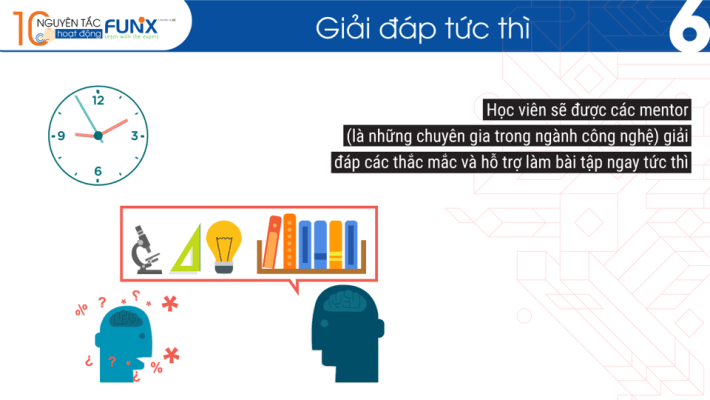 10 NGUYÊN TẮC
hoạt động
FUNiX
Learn with the expert
Giải đáp tức thì
6
12
9
3
6
Học viên sẽ được các mentor
(là những chuyên gia trong ngành công nghệ) giải
đáp các thắc mắc và hỗ trợ làm bài tập ngay tức thì
% ? * ? * *
? ? * % *
?